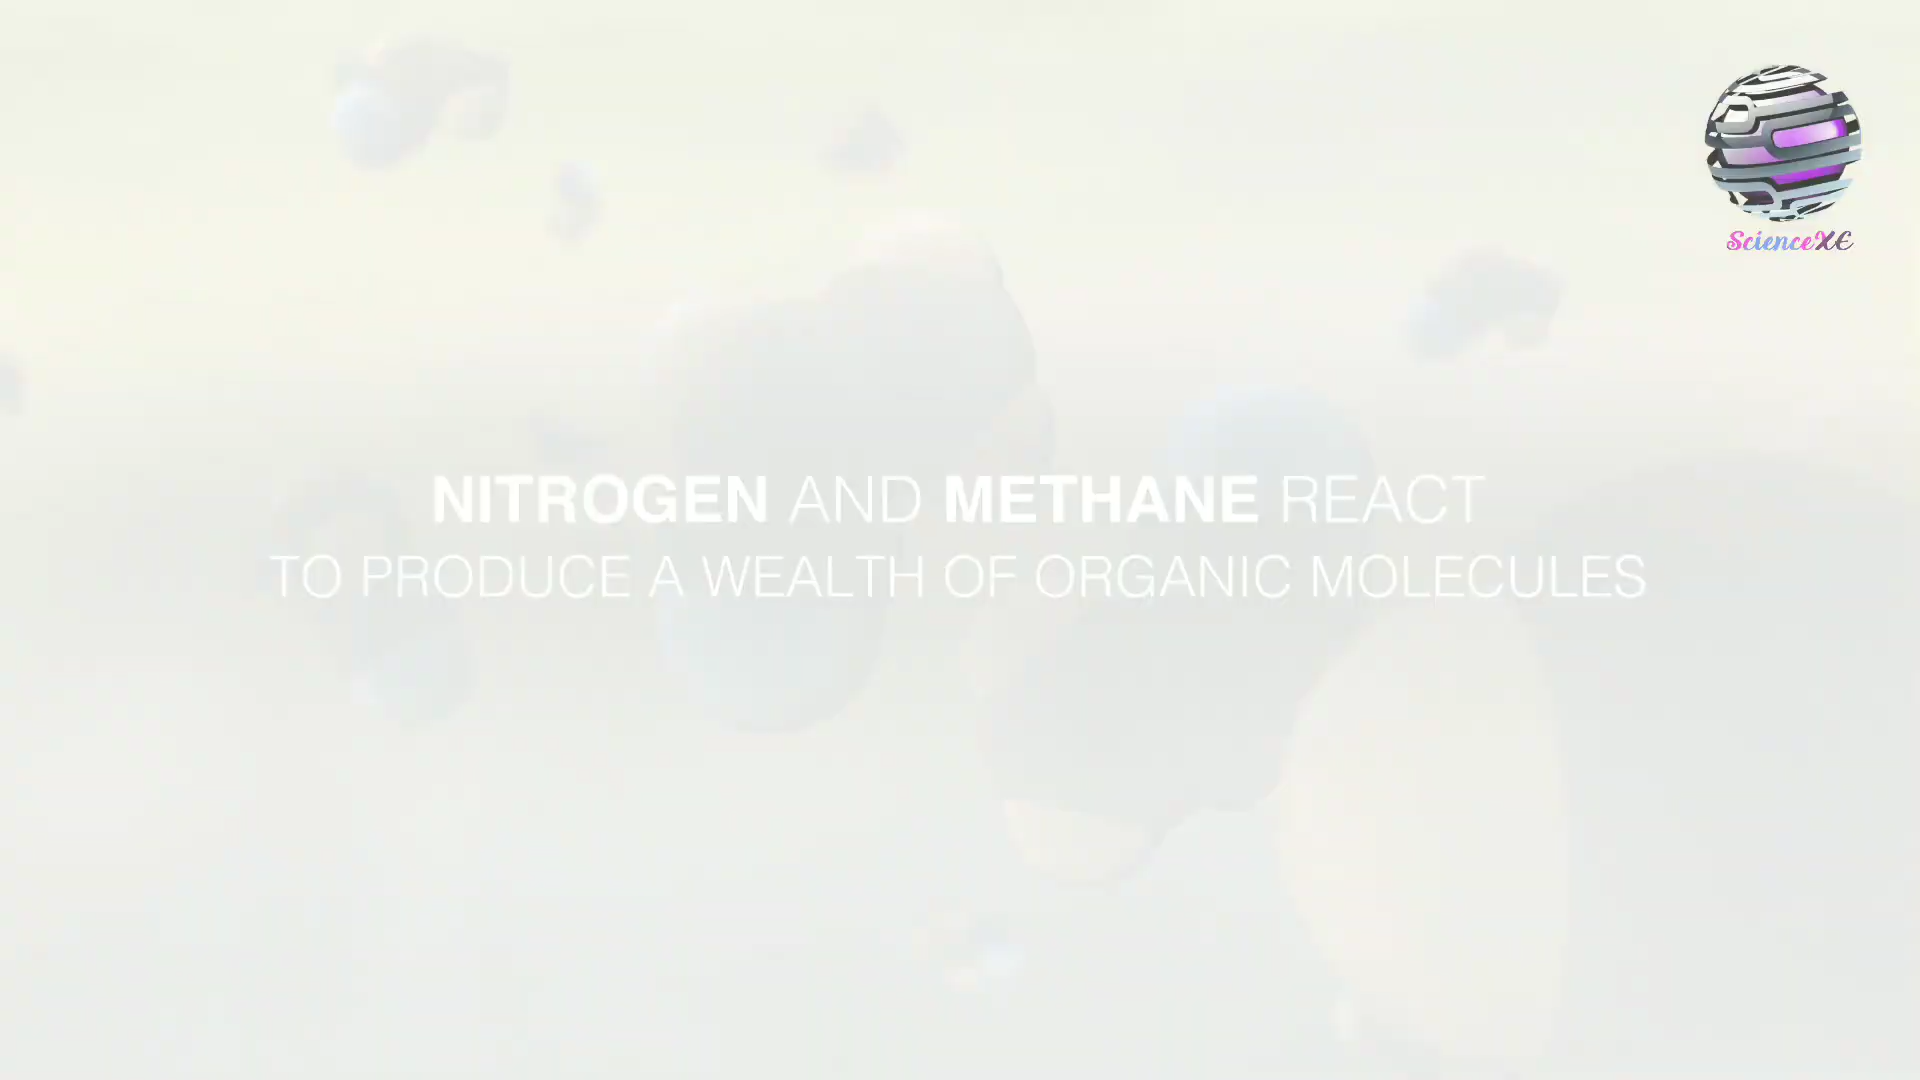 ScienceXE
NITROGEN AND METHANE REACT
TO PRODUCE A WEALTH OF ORGANIC MOLECULES